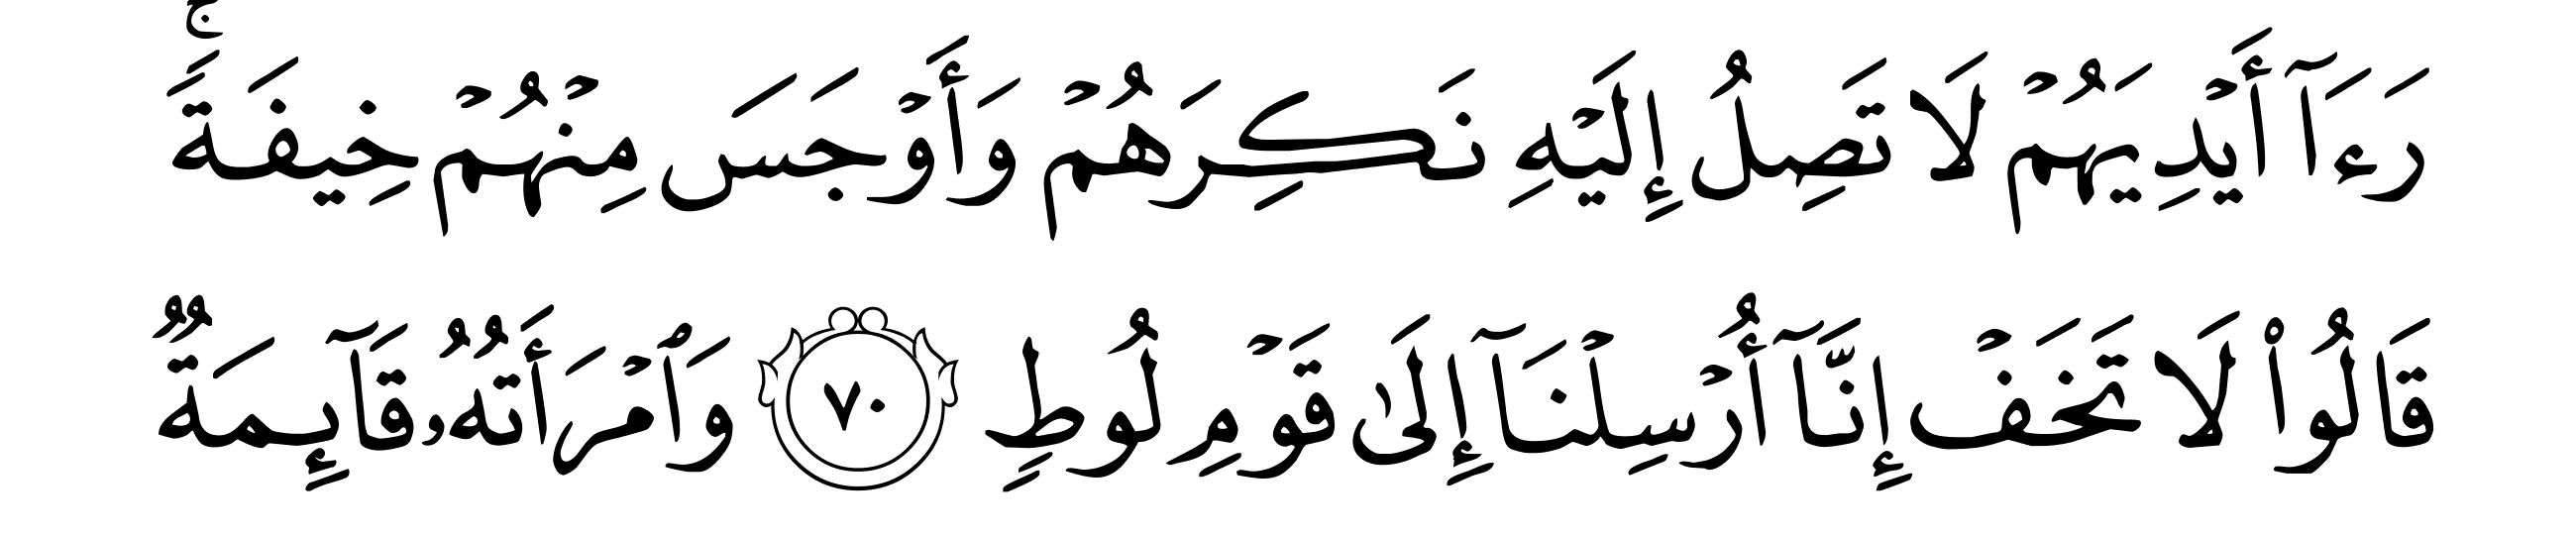 رَءَآ أَيۡدِيَهُمۡ لَا تَصِلُ إِلَيۡهِ نَكِرَهُمۡ وَأَوۡجَسَ مِنۡهُمۡ خِيفَةٗۚ
قَالُواْ لَا تَخَفۡ إِنَّآ أُرۡسِلۡنَآ إِلَىٰ قَوۡمِ لُوطٖ ٧٠ وَٱمۡرَأَتُهُۥ قَآئِمَةٞ